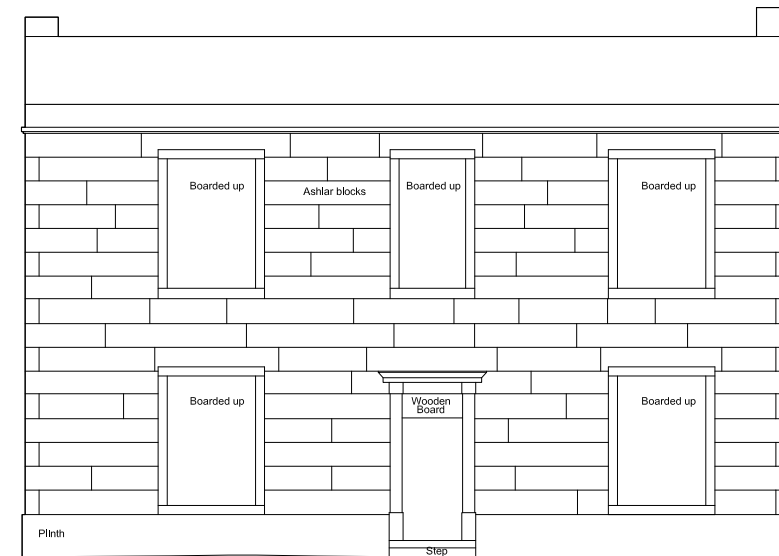 Boarded up
Ashlar blocks
Boarded up
Boarded up
Boarded up
Wooden
Board
Boarded up
PlInth
Step